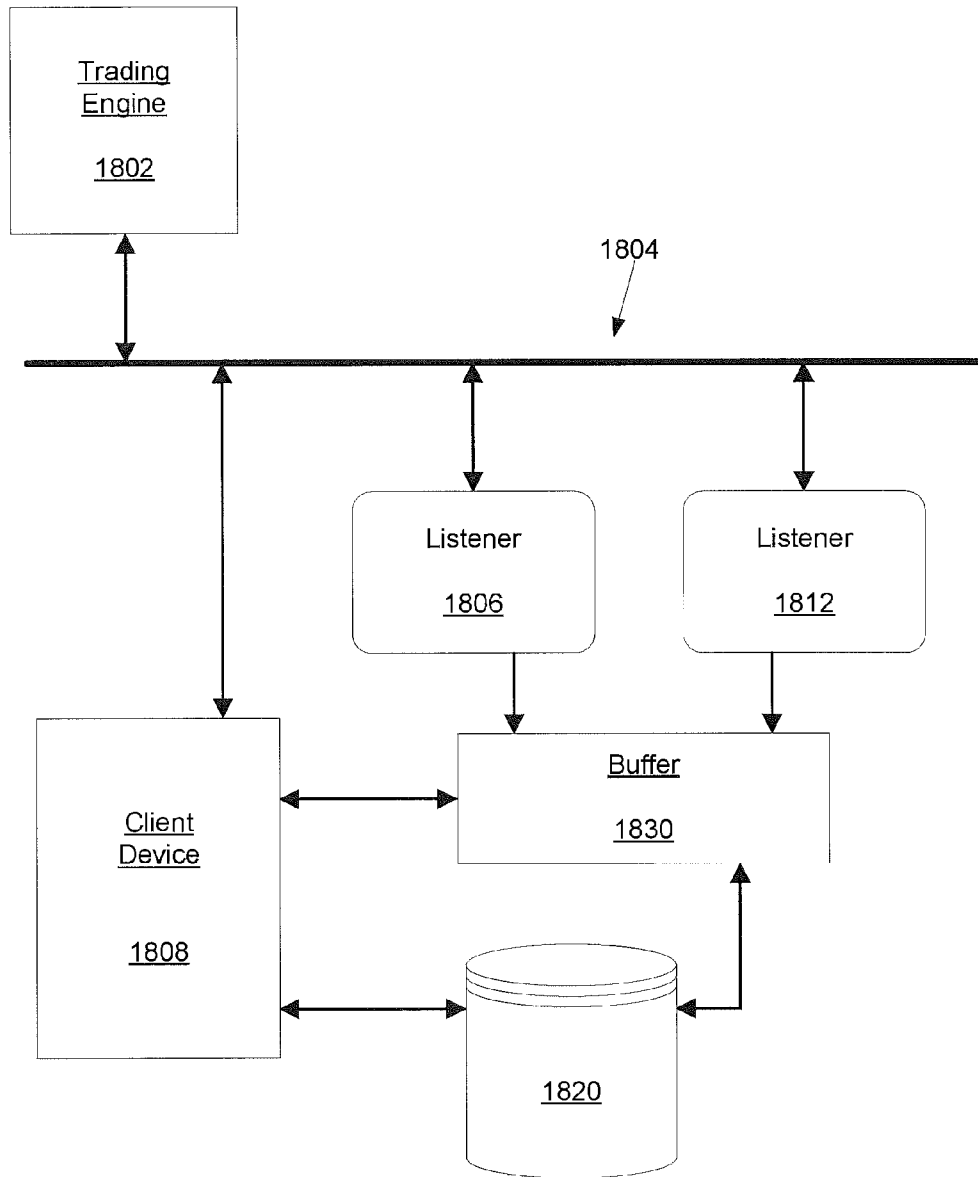 Trading
Engine
1802
1804
Listener
1806
Listener
1812
Buffer
1830
Client
Device
1808
1820